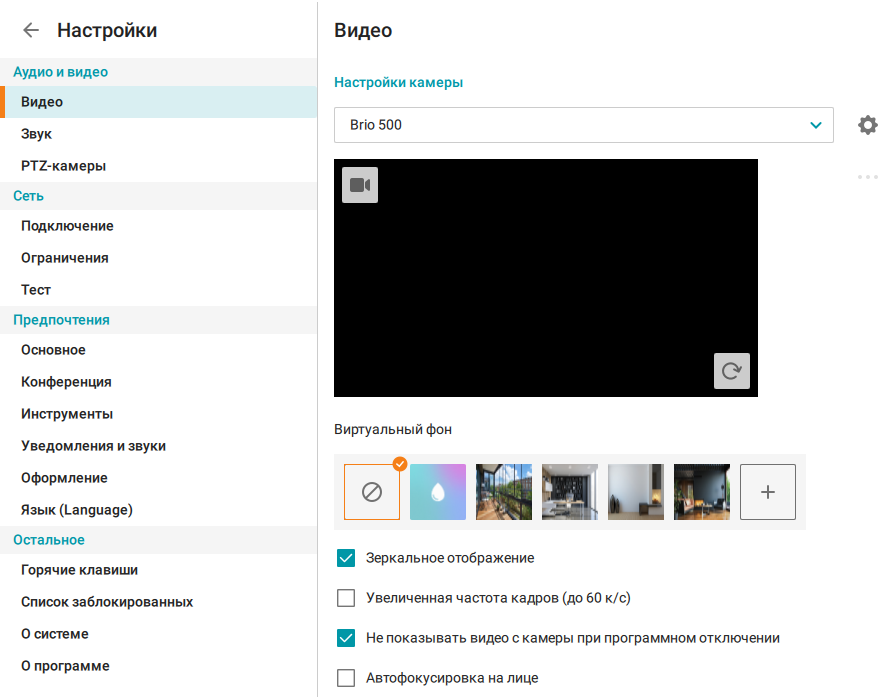 Настройки
Аудио и видео
Видео
Звук
PTZ-камеры
Сеть
Подключение
Ограничения
Тест
Предпочтения
Основное
Конференция
Инструменты
Уведомления и звуки
Оформление
Язык (Language)
Остальное
Горячие клавиши
Список заблокированных
О системе
О программе
Видео
Настройки камеры
Brio 500
Виртуальный фон
Зеркальное отображение
Увеличенная частота кадров (до 60 к/с)
Не показывать видео с камеры при программном отключении
Автофокусировка на лице